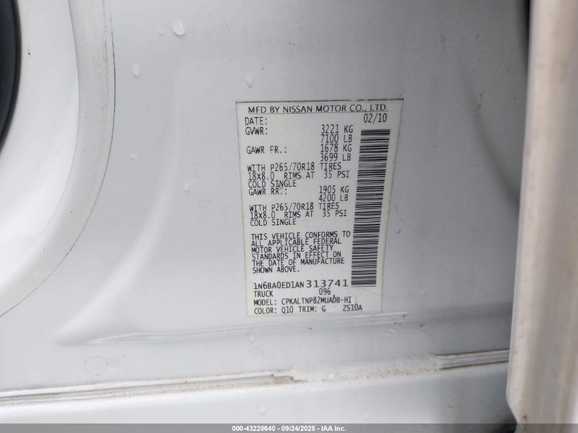 MFD BY NISSAN MOTOR CO., LTD.
DATE: 02/10
GVWR: 3221 KG
7100 LB
GAWR FR.: 1678 KG
3699 LB
WITH P265/70R18 TIRES
18X8.0 RIMS AT 35 PSI
COLD SINGLE
GAWR RR.: 1905 KG
4200 LB
WITH P265/70R18 TIRES
18X8.0 RIMS AT 35 PSI
COLD SINGLE
THIS VEHICLE CONFORMS TO
ALL APPLICABLE FEDERAL
MOTOR VEHICLE SAFETY
STANDARDS IN EFFECT ON
THE DATE OF MANUFACTURE
SHOWN ABOVE.
1N6BA0ED1AN313741
TRUCK 096
MODEL: CPKALTNPBZMUADB-HI
COLOR: Q10 TRIM: G 2S10A
000-43229640 - 09/24/2025 - IAA Inc.